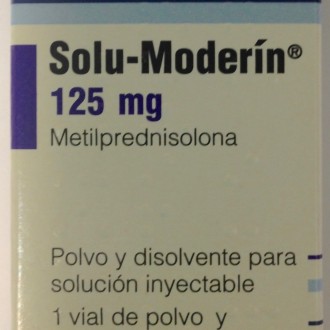 Solu-Moderín®
125 mg
Metilprednisolona
Polvo y disolvente para
solución inyectable
1 vial de polvo y